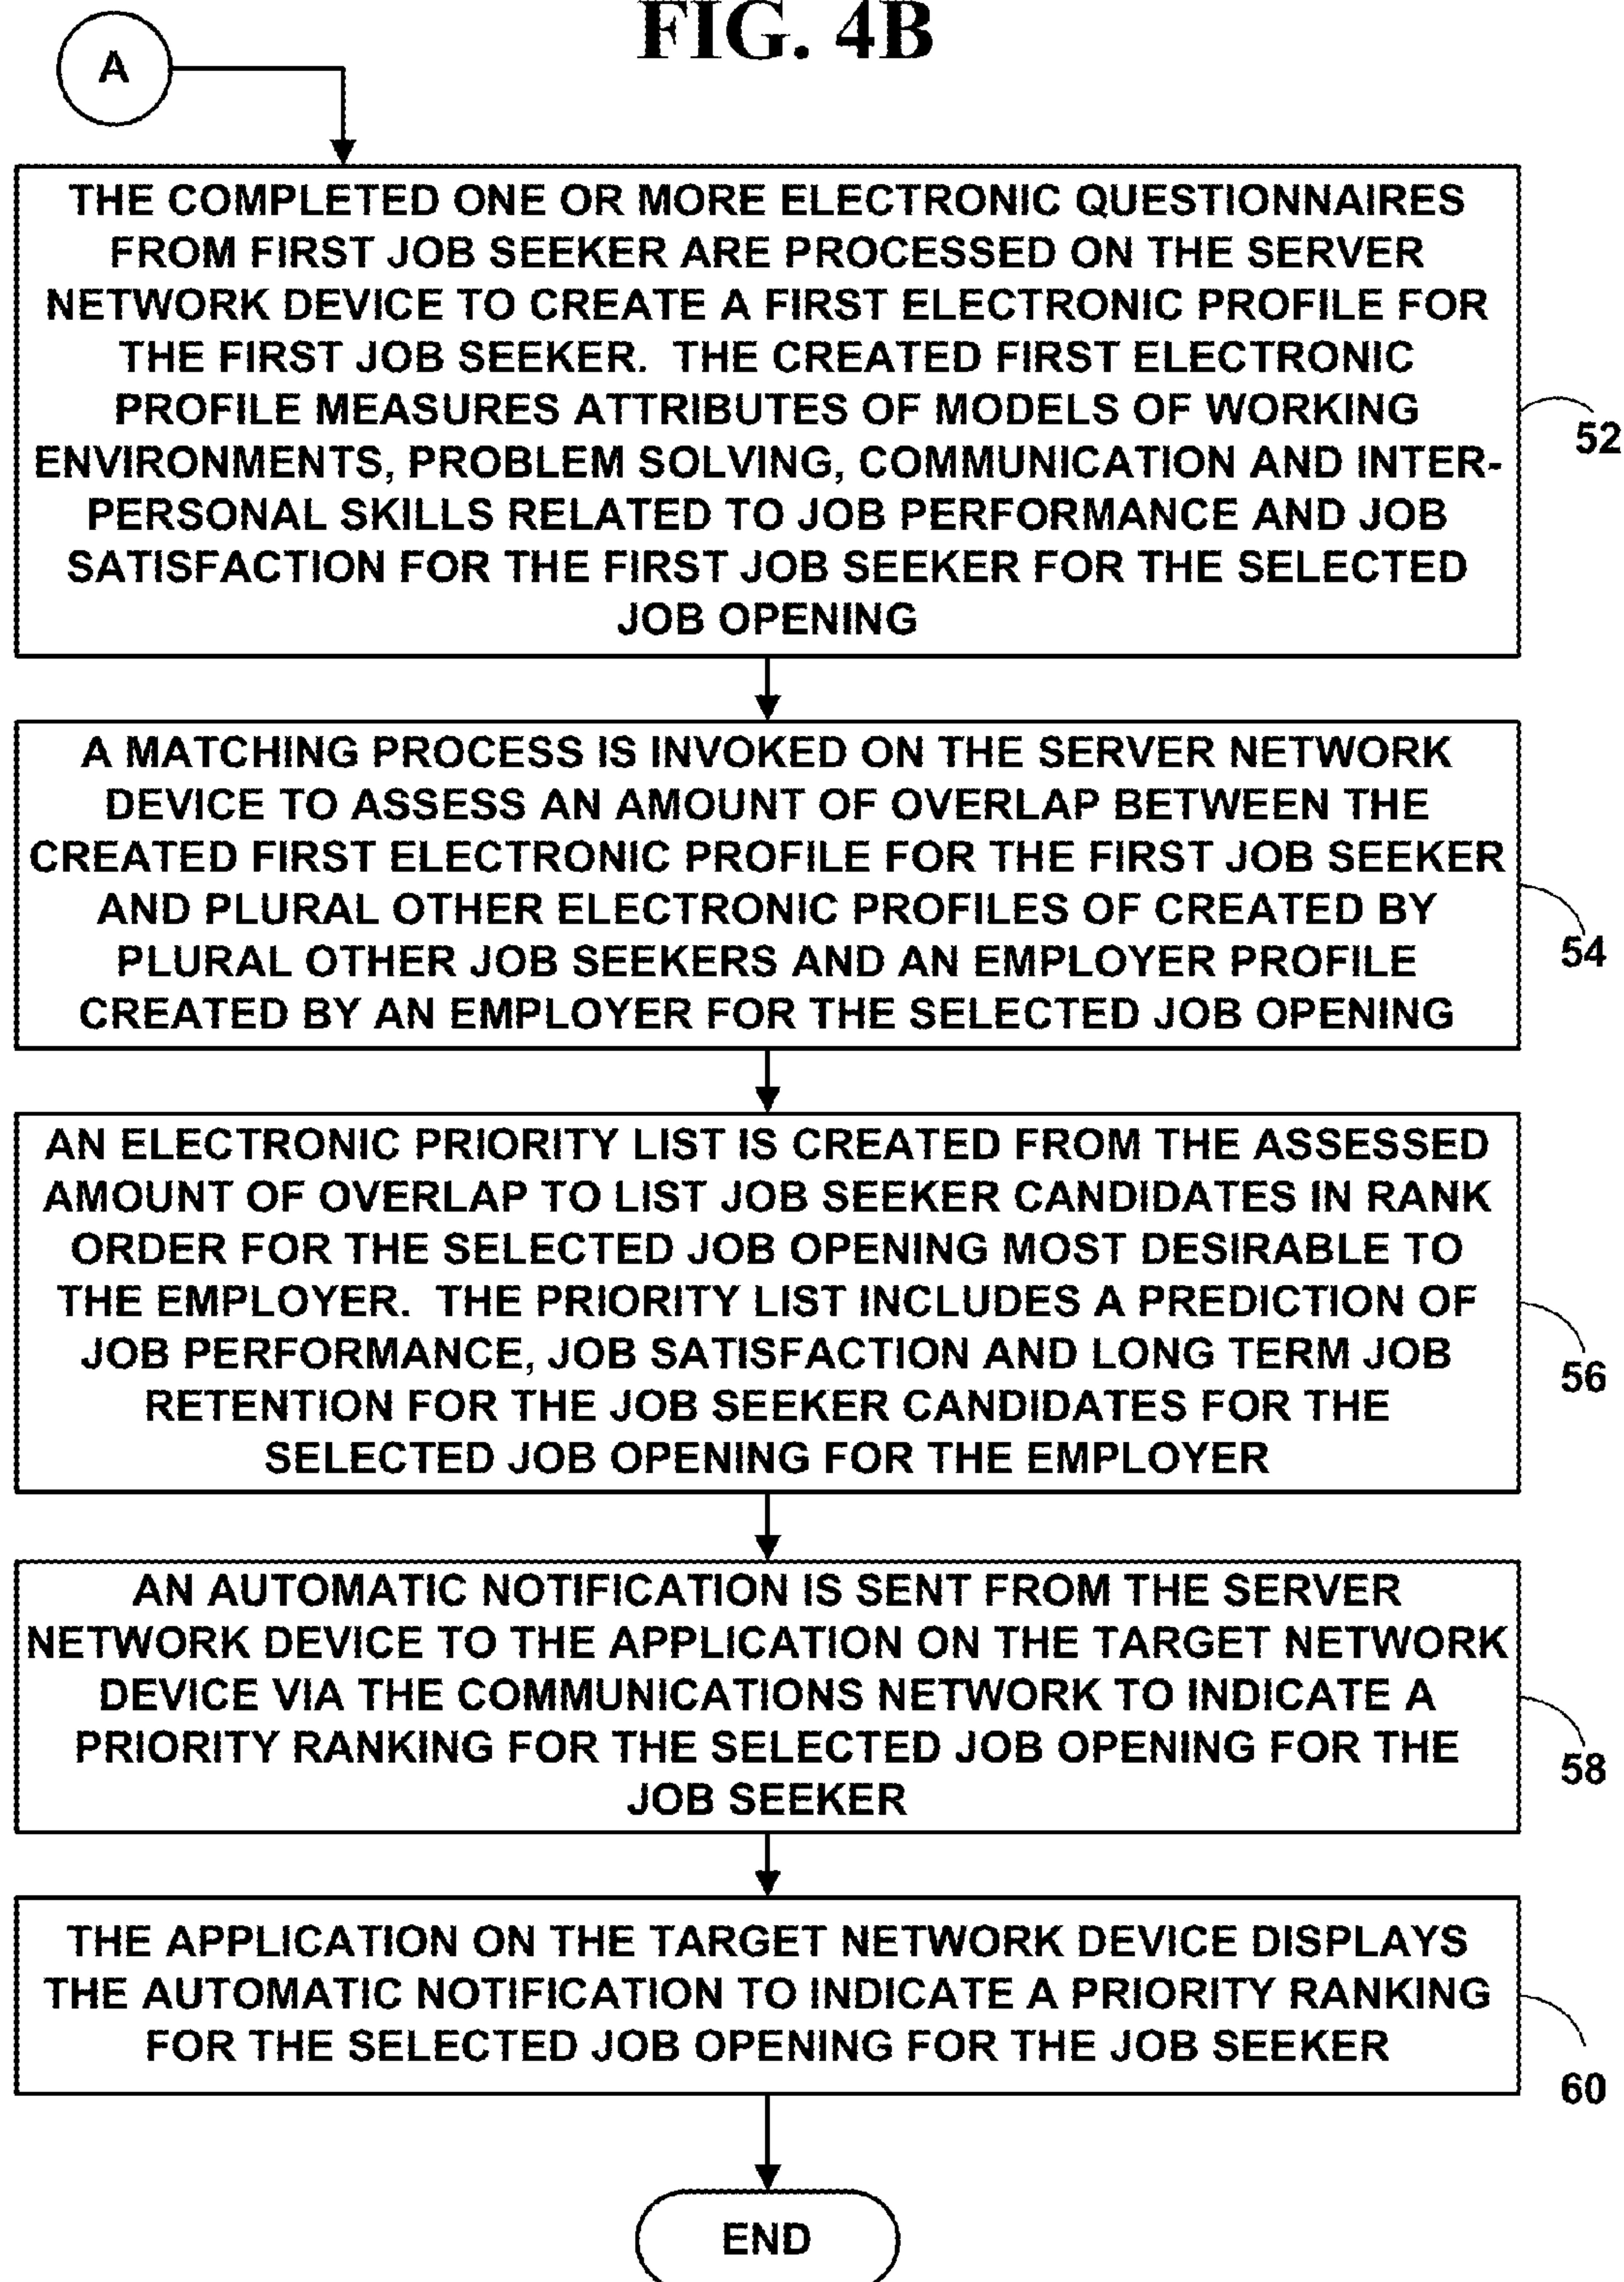 FIG. 4B
A
THE COMPLETED ONE OR MORE ELECTRONIC QUESTIONNAIRES
FROM FIRST JOB SEEKER ARE PROCESSED ON THE SERVER
NETWORK DEVICE TO CREATE A FIRST ELECTRONIC PROFILE FOR
THE FIRST JOB SEEKER. THE CREATED FIRST ELECTRONIC
PROFILE MEASURES ATTRIBUTES OF MODELS OF WORKING
ENVIRONMENTS, PROBLEM SOLVING, COMMUNICATION AND INTER-
PERSONAL SKILLS RELATED TO JOB PERFORMANCE AND JOB
SATISFACTION FOR THE FIRST JOB SEEKER FOR THE SELECTED
JOB OPENING
52
A MATCHING PROCESS IS INVOKED ON THE SERVER NETWORK
DEVICE TO ASSESS AN AMOUNT OF OVERLAP BETWEEN THE
CREATED FIRST ELECTRONIC PROFILE FOR THE FIRST JOB SEEKER
AND PLURAL OTHER ELECTRONIC PROFILES OF CREATED BY
PLURAL OTHER JOB SEEKERS AND AN EMPLOYER PROFILE
CREATED BY AN EMPLOYER FOR THE SELECTED JOB OPENING
54
AN ELECTRONIC PRIORITY LIST IS CREATED FROM THE ASSESSED
AMOUNT OF OVERLAP TO LIST JOB SEEKER CANDIDATES IN RANK
ORDER FOR THE SELECTED JOB OPENING MOST DESIRABLE TO
THE EMPLOYER. THE PRIORITY LIST INCLUDES A PREDICTION OF
JOB PERFORMANCE, JOB SATISFACTION AND LONG TERM JOB
RETENTION FOR THE JOB SEEKER CANDIDATES FOR THE
SELECTED JOB OPENING FOR THE EMPLOYER
56
AN AUTOMATIC NOTIFICATION IS SENT FROM THE SERVER
NETWORK DEVICE TO THE APPLICATION ON THE TARGET NETWORK
DEVICE VIA THE COMMUNICATIONS NETWORK TO INDICATE A
PRIORITY RANKING FOR THE SELECTED JOB OPENING FOR THE
JOB SEEKER
58
THE APPLICATION ON THE TARGET NETWORK DEVICE DISPLAYS
THE AUTOMATIC NOTIFICATION TO INDICATE A PRIORITY RANKING
FOR THE SELECTED JOB OPENING FOR THE JOB SEEKER
60
END